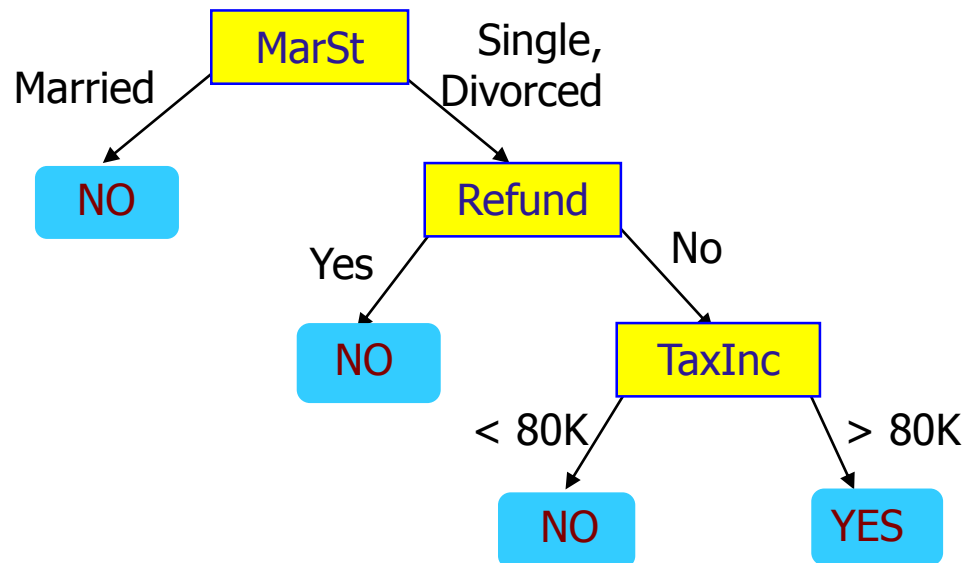 MarSt
Single,
Divorced
Married
NO
Refund
Yes
No
NO
TaxInc
< 80K
> 80K
NO
YES